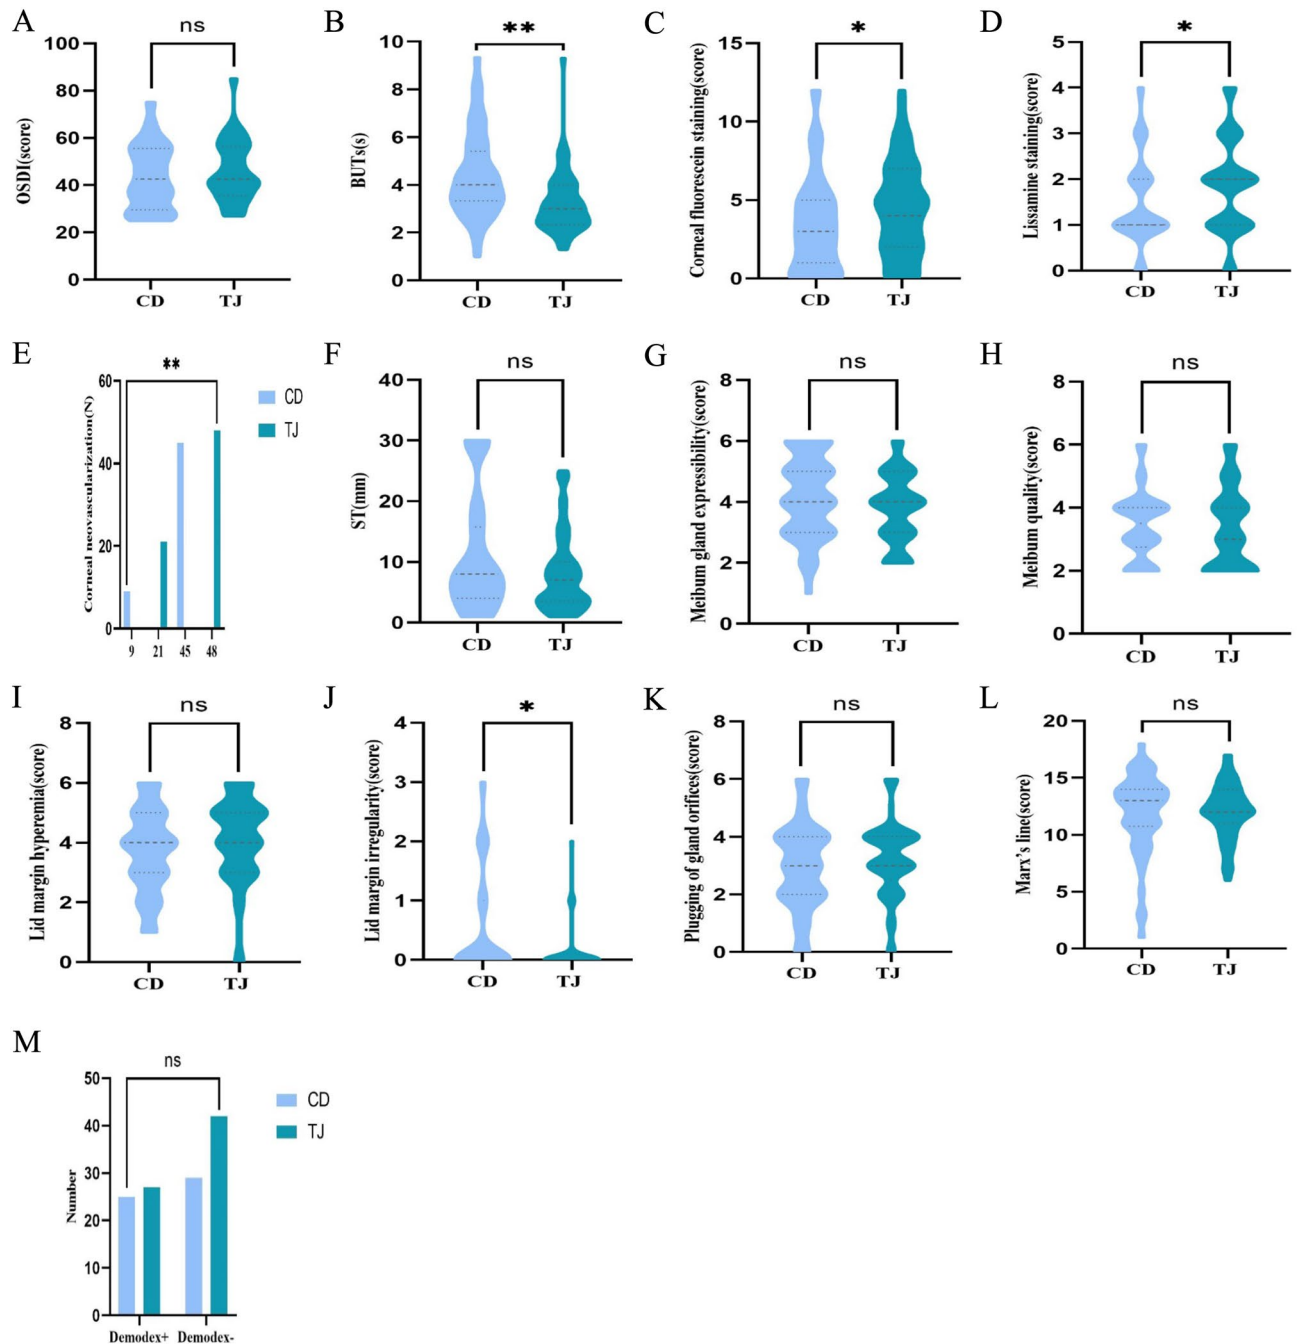 A
ns
OSDI(score)
100
80
60
40
20
0
CD TJ
B
**
BUTs(s)
10
8
6
4
2
0
CD TJ
C
*
Corneal fluorescein staining(score)
15
10
5
0
CD TJ
D
*
Lissamine staining(score)
5
4
3
2
1
0
CD TJ
E
**
Corneal neovascularization(N)
60
40
20
0
9 21 45 48
CD
TJ
F
ns
ST(mm)
40
30
20
10
0
CD TJ
G
ns
Meibum gland expressibility(score)
8
6
4
2
0
CD TJ
H
ns
Meibum quality(score)
8
6
4
2
0
CD TJ
I
ns
Lid margin hyperemia(score)
8
6
4
2
0
CD TJ
J
*
Lid margin irregularity(score)
4
3
2
1
0
CD TJ
K
ns
Plugging of gland orifices(score)
8
6
4
2
0
CD TJ
L
ns
Marx's line(score)
20
15
10
5
0
CD TJ
M
ns
Number
50
40
30
20
10
0
Demodex+ Demodex-
CD
TJ